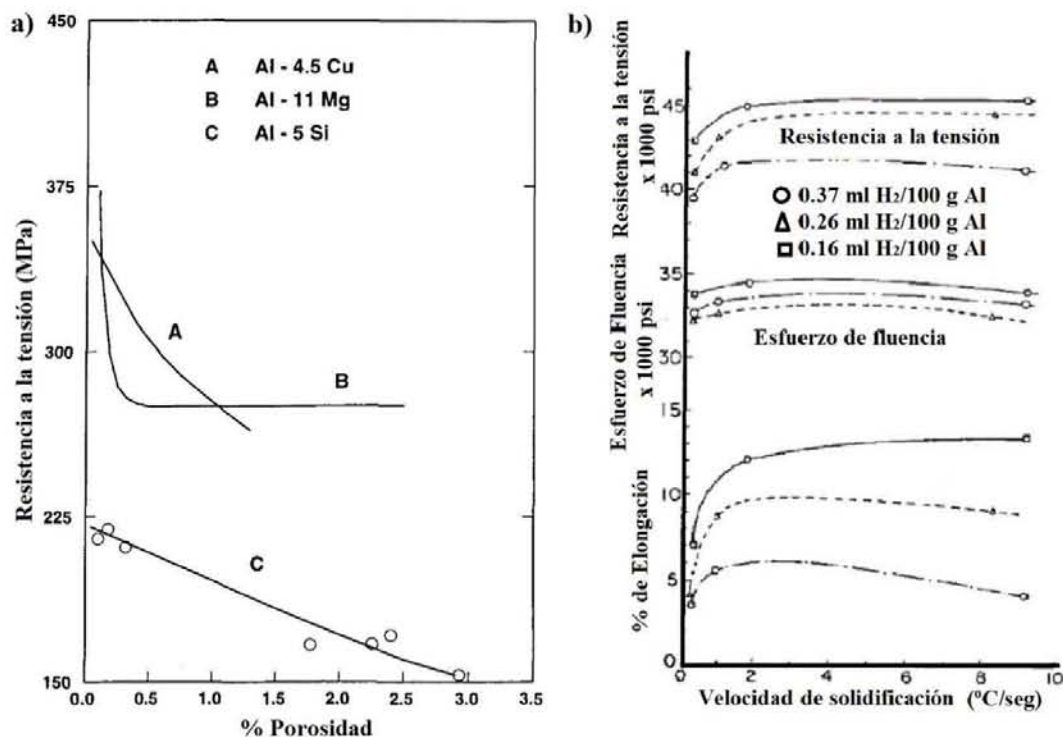 a)
450
375
300
225
150
Resistencia a la tensión (MPa)
A Al - 4.5 Cu
B Al - 11 Mg
C Al - 5 Si
A
B
C
0.0 0.5 1.0 1.5 2.0 2.5 3.0 3.5
% Porosidad
b)
Resistencia a la tensión
x 1000 psi
Esfuerzo de Fluencia
x 1000 psi
% de Elongación
45
40
35
30
15
10
5
0
Resistencia a la tensión
0.37 ml H2/100 g Al
0.26 ml H2/100 g Al
0.16 ml H2/100 g Al
Esfuerzo de fluencia
0 2 4 6 8 10
Velocidad de solidificación (ºC/seg)